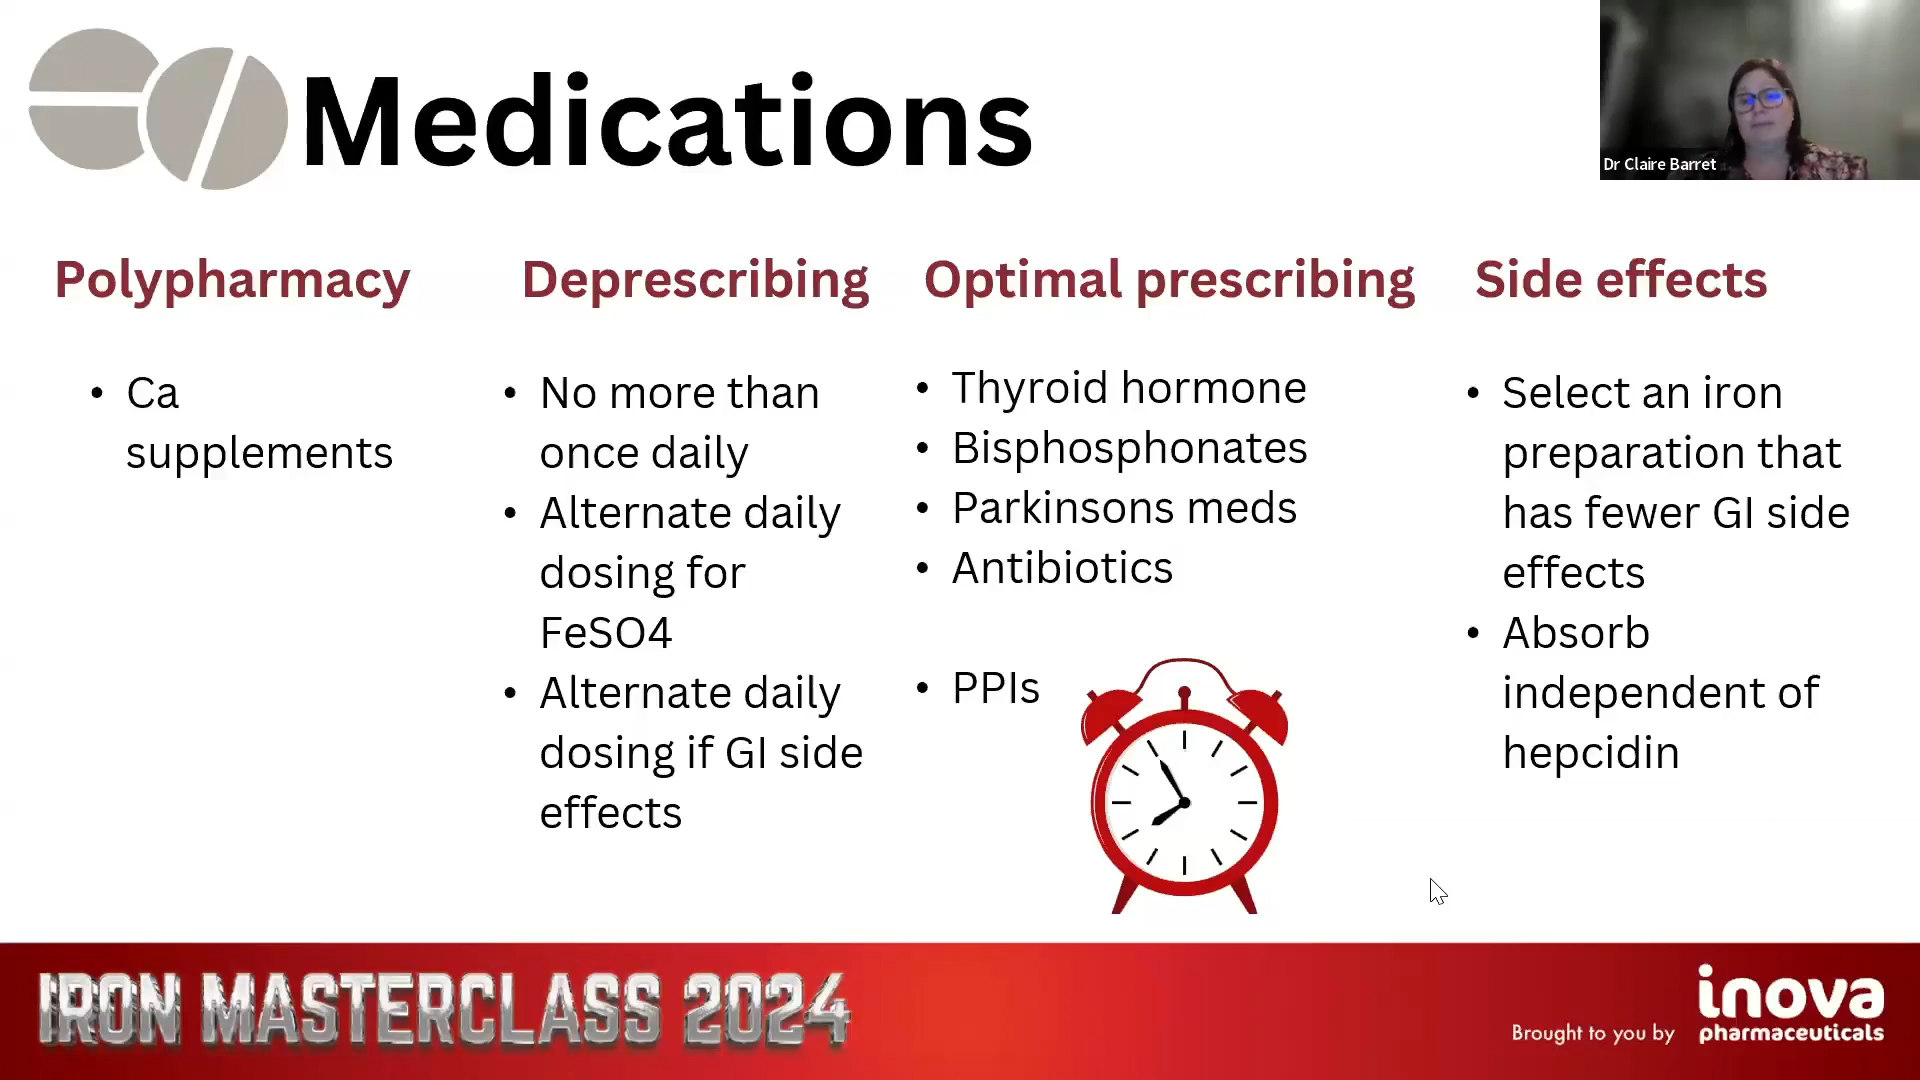 Medications
Dr Claire Barret
Polypharmacy
• Ca
supplements
Deprescribing
• No more than
once daily
• Alternate daily
dosing for
FeSO4
• Alternate daily
dosing if GI side
effects
Optimal prescribing
• Thyroid hormone
• Bisphosphonates
• Parkinsons meds
• Antibiotics
• PPIs
Side effects
• Select an iron
preparation that
has fewer GI side
effects
• Absorb
independent of
hepcidin
IRON MASTERCLASS 2024
Brought to you by
inova
pharmaceuticals